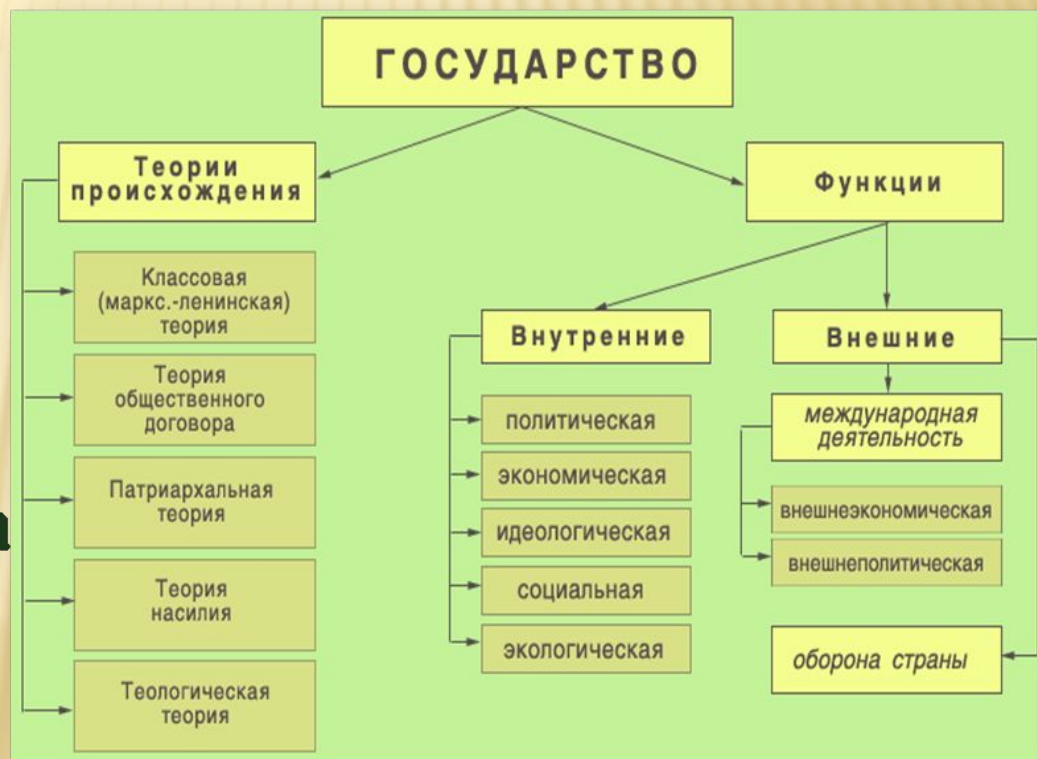 ГОСУДАРСТВО
Теории
происхождения
Классовая
(маркс.-ленинская)
теория
Теория
общественного
договора
Патриархальная
теория
Теория
насилия
Теологическая
теория
Функции
Внутренние
политическая
экономическая
идеологическая
социальная
экологическая
Внешние
международная
деятельность
внешнеэкономическая
внешнеполитическая
оборона страны